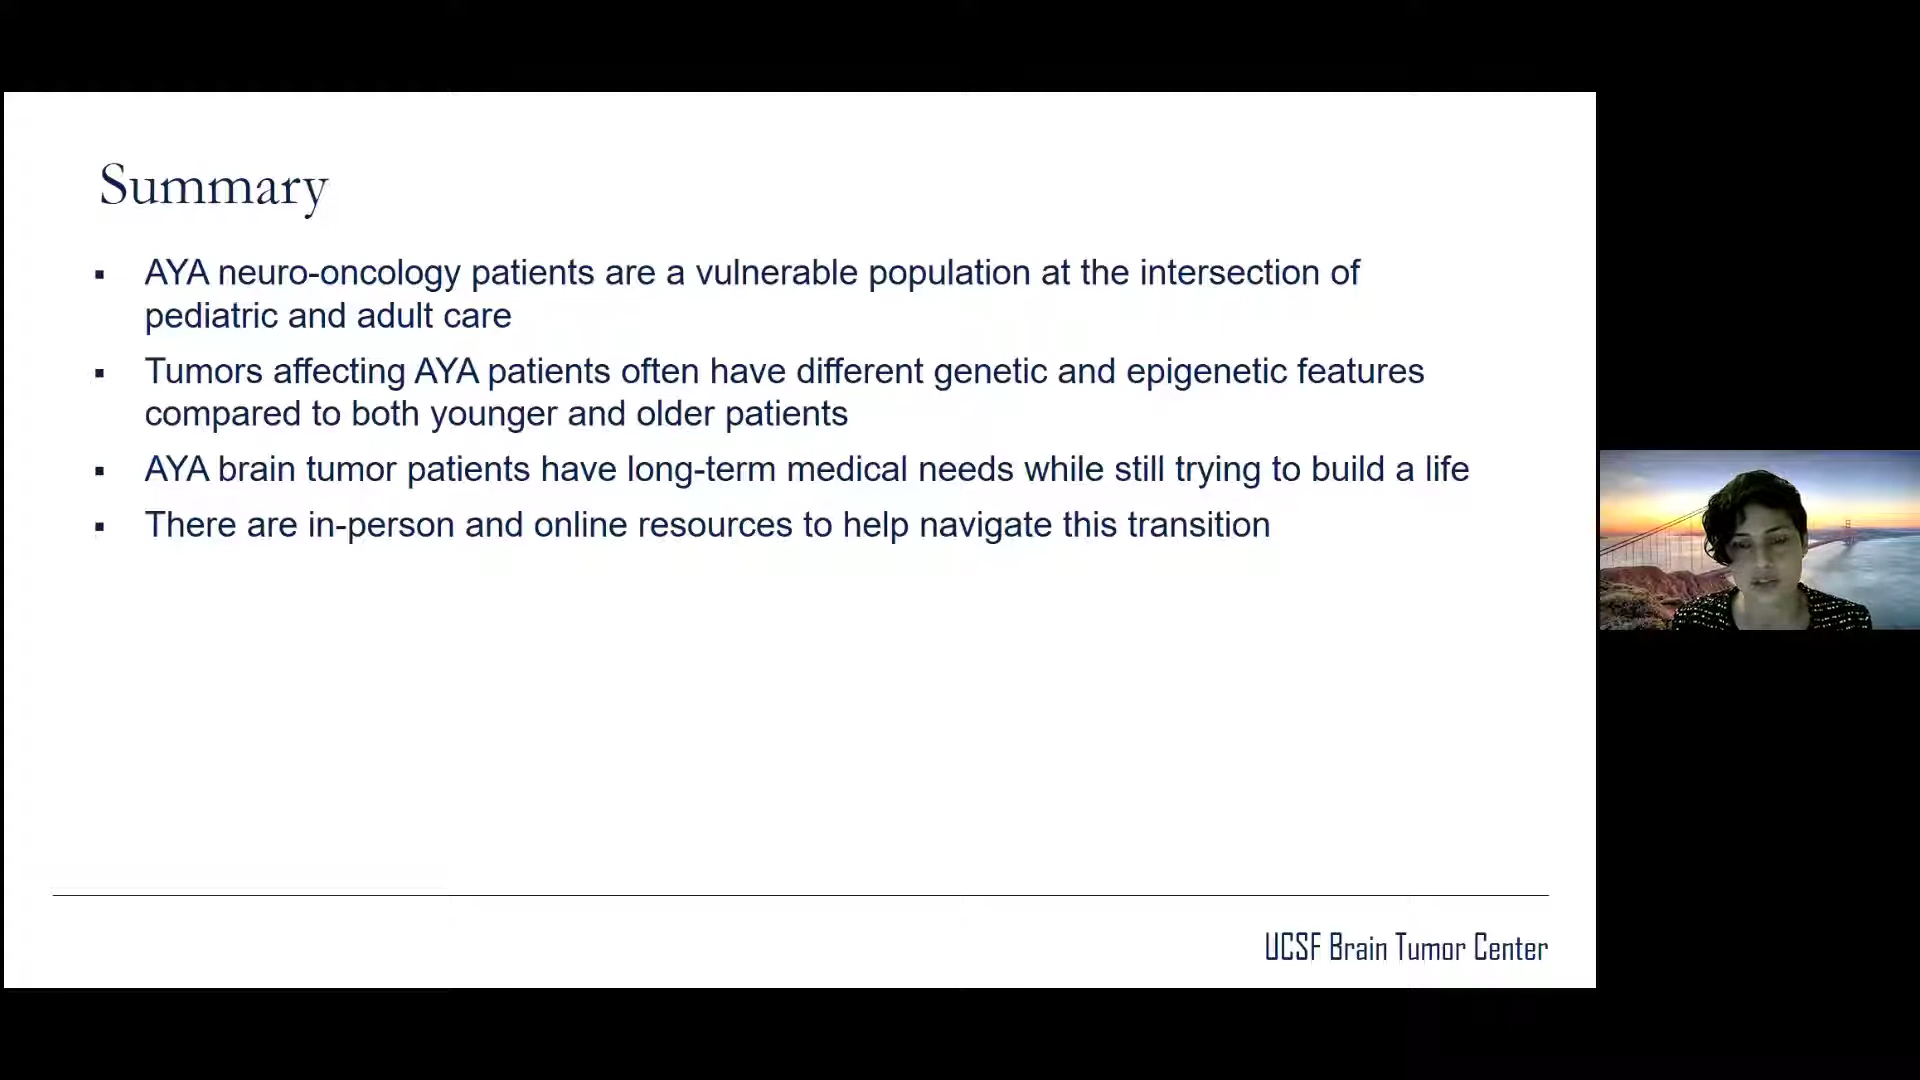 Summary
▪ AYA neuro-oncology patients are a vulnerable population at the intersection of
pediatric and adult care
▪ Tumors affecting AYA patients often have different genetic and epigenetic features
compared to both younger and older patients
▪ AYA brain tumor patients have long-term medical needs while still trying to build a life
▪ There are in-person and online resources to help navigate this transition
UCSF Brain Tumor Center